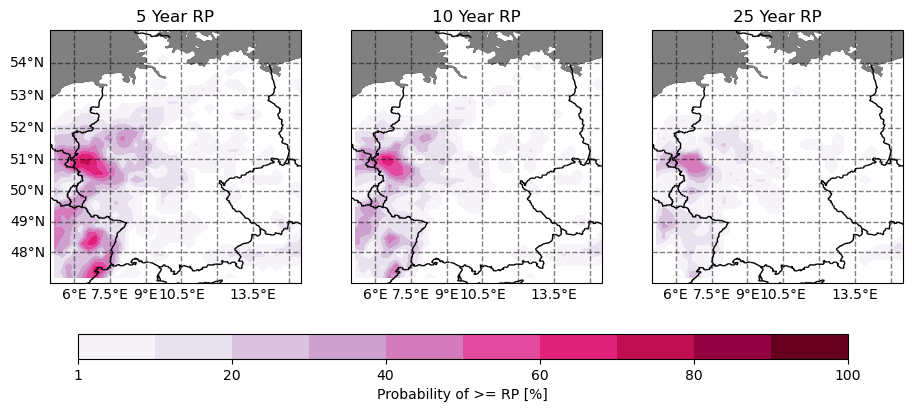 5 Year RP
10 Year RP
25 Year RP
54°N
53°N
52°N
51°N
50°N
49°N
48°N
6°E 7.5°E 9°E 10.5°E 13.5°E
6°E 7.5°E 9°E 10.5°E 13.5°E
6°E 7.5°E 9°E 10.5°E 13.5°E
1 20 40 60 80 100
Probability of >= RP [%]